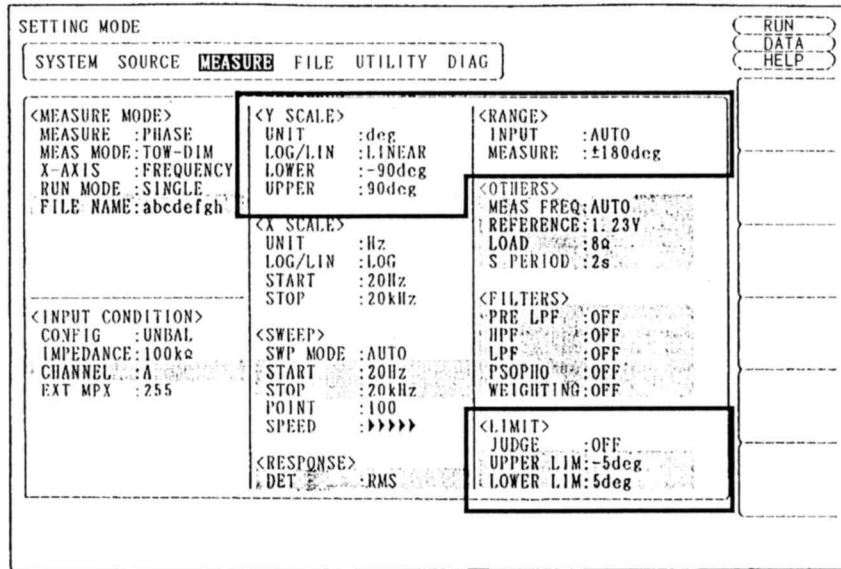 SETTING MODE
SYSTEM SOURCE MEASURE FILE UTILITY DIAG
RUN
DATA
HELP
<MEASURE MODE>
MEASURE :PHASE
MEAS MODE:TOW-DIM
X-AXIS :FREQUENCY
RUN MODE :SINGLE
FILE NAME:abcdefgh
<INPUT CONDITION>
CONFIG :UNBAL
IMPEDANCE:100kΩ
CHANNEL :A
EXT MPX :255
<Y SCALE>
UNIT :deg
LOG/LIN :LINEAR
LOWER :-90deg
UPPER :90deg
<X SCALE>
UNIT :Hz
LOG/LIN :LOG
START :20Hz
STOP :20kHz
<SWEEP>
SWP MODE :AUTO
START :20Hz
STOP :20kHz
POINT :100
SPEED :
<RESPONSE>
DET :RMS
<RANGE>
INPUT :AUTO
MEASURE :±180deg
<OTHERS>
MEAS FREQ:AUTO
REFERENCE:1.23V
LOAD :8Ω
S PERIOD :2s
<FILTERS>
PRE LPF :OFF
HPF :OFF
LPF :OFF
PSOPHO :OFF
WEIGHTING:OFF
<LIMIT>
JUDGE :OFF
UPPER LIM:-5deg
LOWER LIM:5deg